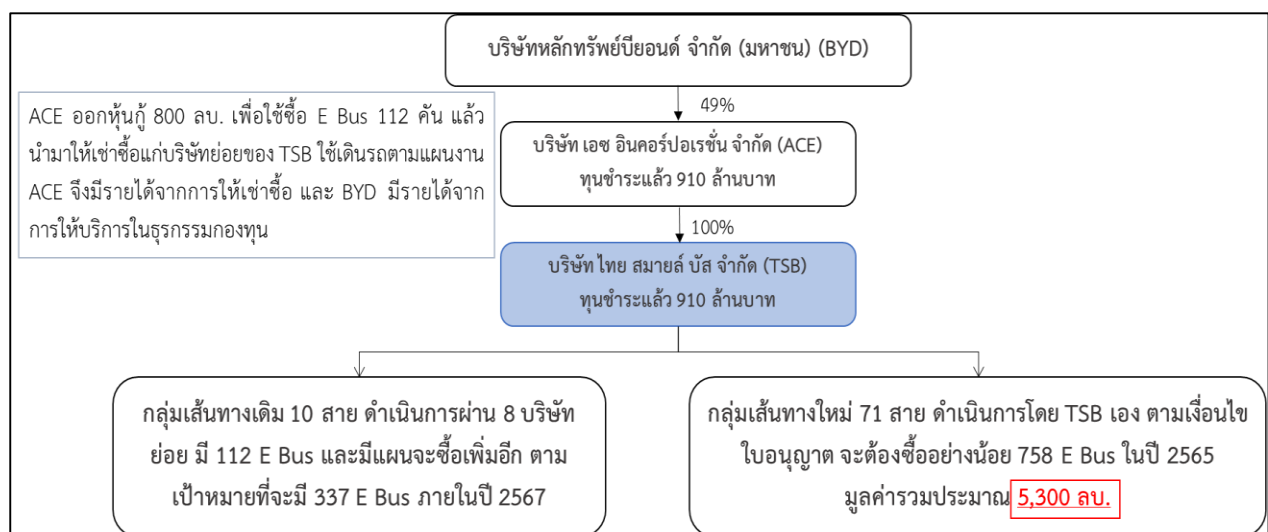 บริษัทหลักทรัพย์บียอนด์ จำกัด (มหาชน) (BYD)
49%
ACE ออกหุ้นกู้ 800 ลบ. เพื่อใช้ซื้อ E Bus 112 คัน แล้ว
นำมาให้เช่าซื้อแก่บริษัทย่อยของ TSB ใช้เดินรถตามแผนงาน
ACE จึงมีรายได้จากการให้เช่าซื้อ และ BYD มีรายได้จาก
การให้บริการในธุรกรรมกองทุน
บริษัท เอซ อินคอร์ปอเรชั่น จำกัด (ACE)
ทุนชำระแล้ว 910 ล้านบาท
100%
บริษัท ไทย สมายล์ บัส จำกัด (TSB)
ทุนชำระแล้ว 910 ล้านบาท
กลุ่มเส้นทางเดิม 10 สาย ดำเนินการผ่าน 8 บริษัท
ย่อย มี 112 E Bus และมีแผนจะซื้อเพิ่มอีก ตาม
เป้าหมายที่จะมี 337 E Bus ภายในปี 2567
กลุ่มเส้นทางใหม่ 71 สาย ดำเนินการโดย TSB เอง ตามเงื่อนไข
ใบอนุญาต จะต้องซื้ออย่างน้อย 758 E Bus ในปี 2565
มูลค่ารวมประมาณ 5,300 ลบ.